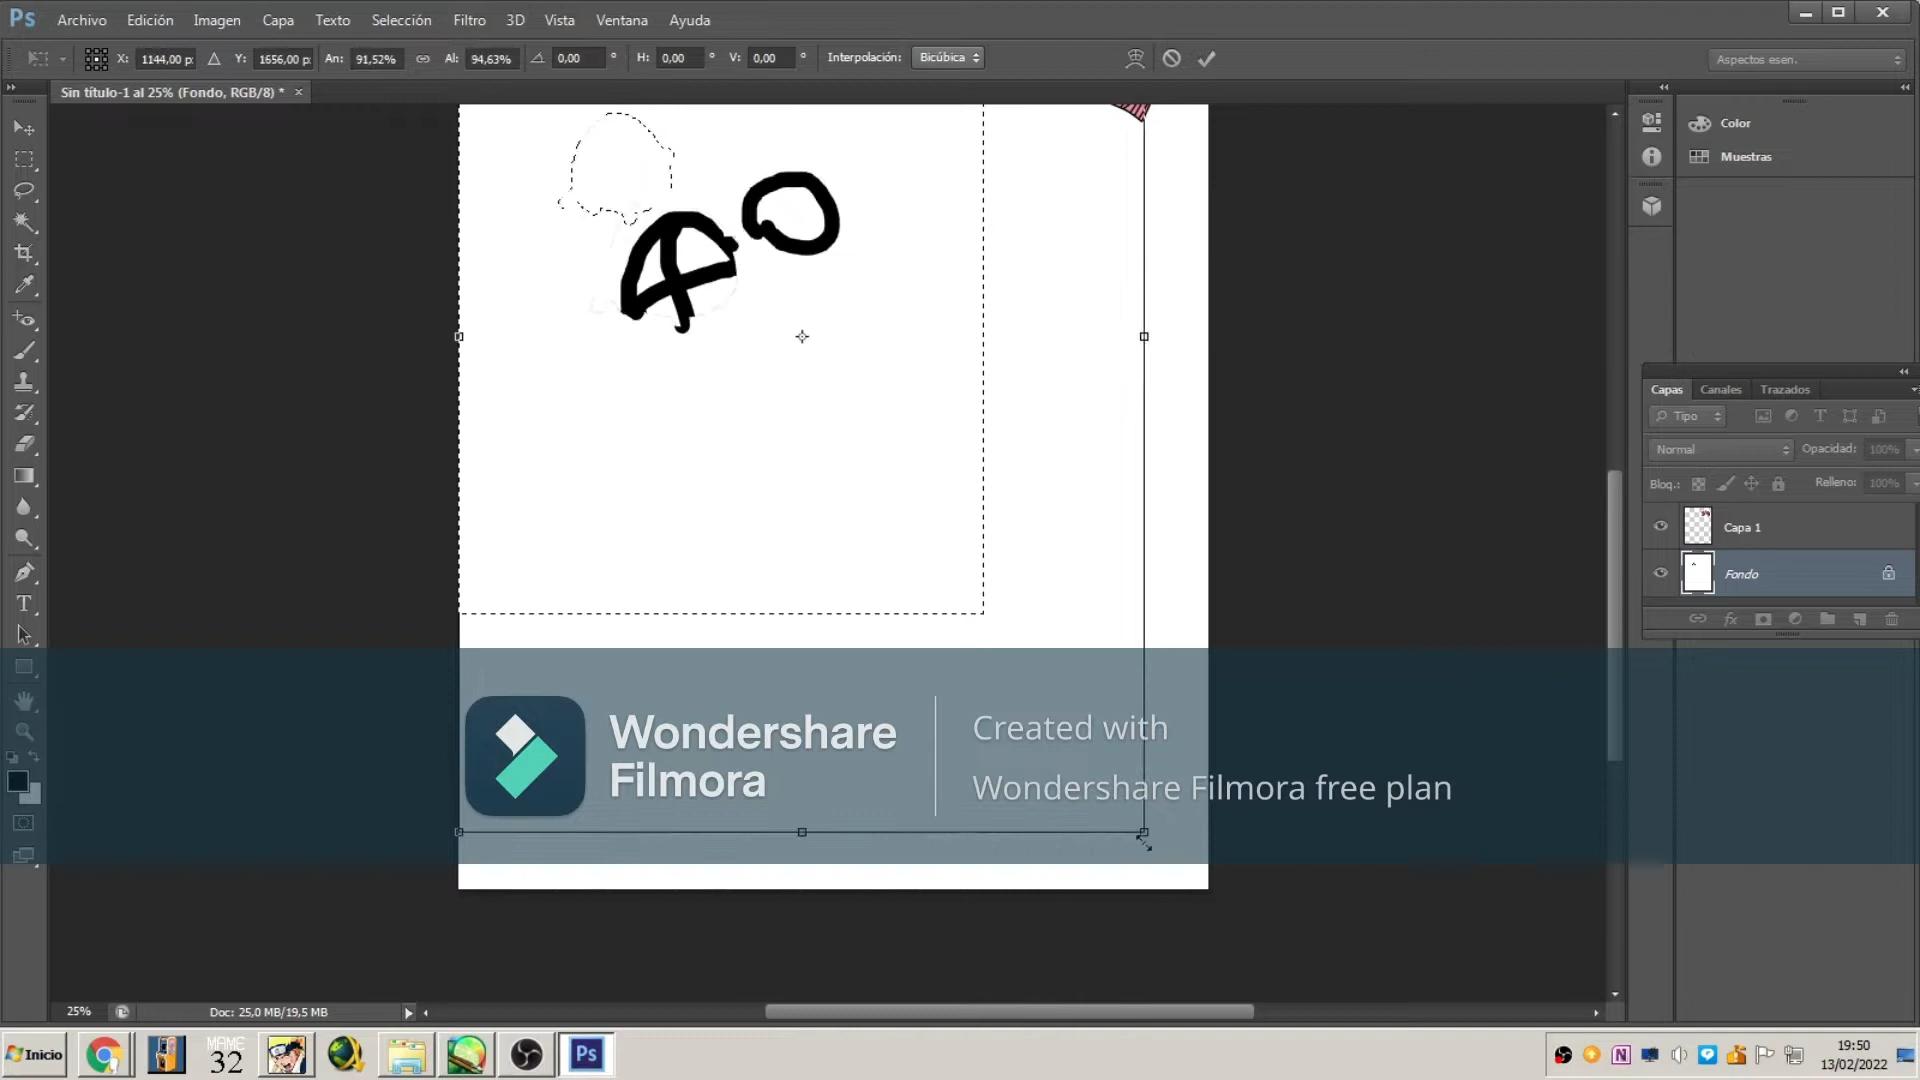 Ps Archivo Edición Imagen Capa Texto Selección Filtro 3D Vista Ventana Ayuda
X: 1144,00 p: Y: 1656,00 p: An: 91,52% Al: 94,63% 0,00 ° H: 0,00 ° V: 0,00 ° Interpolación: Bicúbica Aspectos esen.
Sin título-1 al 25% (Fondo, RGB/8) * ×
Color
Muestras
Capas Canales Trazados
Tipo
Normal Opacidad: 100%
Bloq.: Relleno: 100%
Capa 1
Fondo
Wondershare
Filmora
Created with
Wondershare Filmora free plan
25% Doc: 25,0 MB/19,5 MB
Inicio
MAME
32
Ps
19:50
13/02/2022